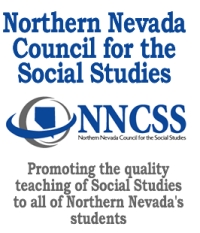 Northern Nevada
Council for the
Social Studies
NNCSS
Northern Nevada Council for the Social Studies
Promoting the quality
teaching of Social Studies
to all of Northern Nevada's
students